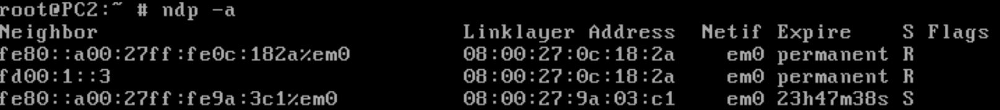 root@PC2:~ # ndp -a
Neighbor                             Linklayer Address  Netif Expire    S Flags
fe80::a00:27ff:fe0c:182a%em0         08:00:27:0c:18:2a    em0 permanent R
fd00:1::3                            08:00:27:0c:18:2a    em0 permanent R
fe80::a00:27ff:fe9a:3c1%em0          08:00:27:9a:03:c1    em0 23h47m38s S